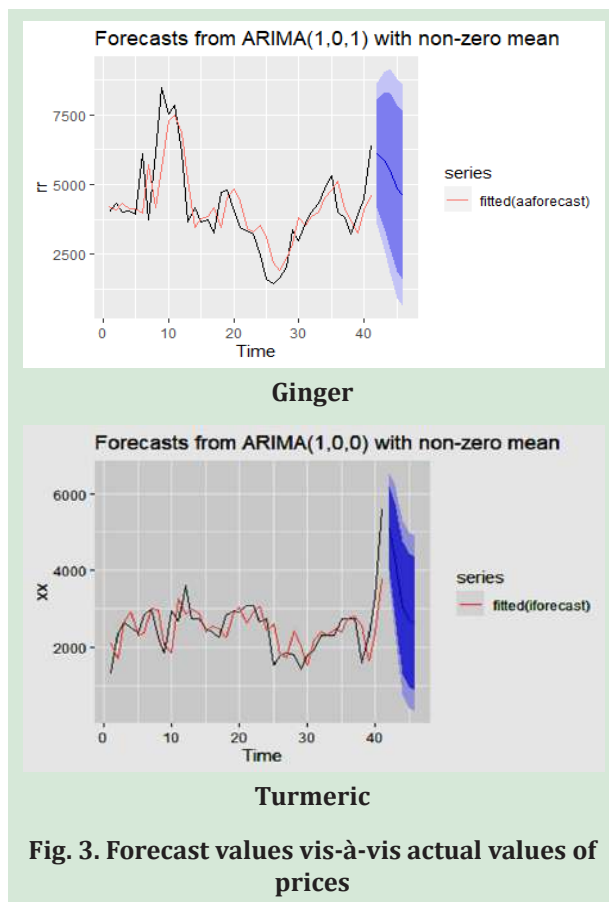 Forecasts from ARIMA(1,0,1) with non-zero mean
7500
5000
2500
rr
0 10 20 30 40
Time
series
fitted(aaforecast)
Ginger
Forecasts from ARIMA(1,0,0) with non-zero mean
6000
4000
2000
xx
0 10 20 30 40
Time
series
fitted(iforecast)
Turmeric
Fig. 3. Forecast values vis-à-vis actual values of
prices